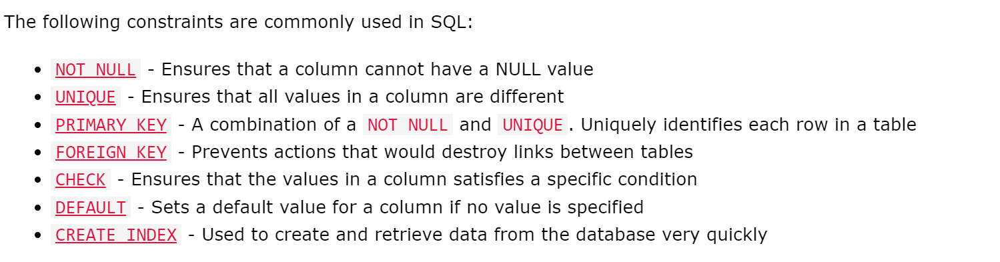 The following constraints are commonly used in SQL:
• NOT NULL - Ensures that a column cannot have a NULL value
• UNIQUE - Ensures that all values in a column are different
• PRIMARY KEY - A combination of a NOT NULL and UNIQUE. Uniquely identifies each row in a table
• FOREIGN KEY - Prevents actions that would destroy links between tables
• CHECK - Ensures that the values in a column satisfies a specific condition
• DEFAULT - Sets a default value for a column if no value is specified
• CREATE INDEX - Used to create and retrieve data from the database very quickly